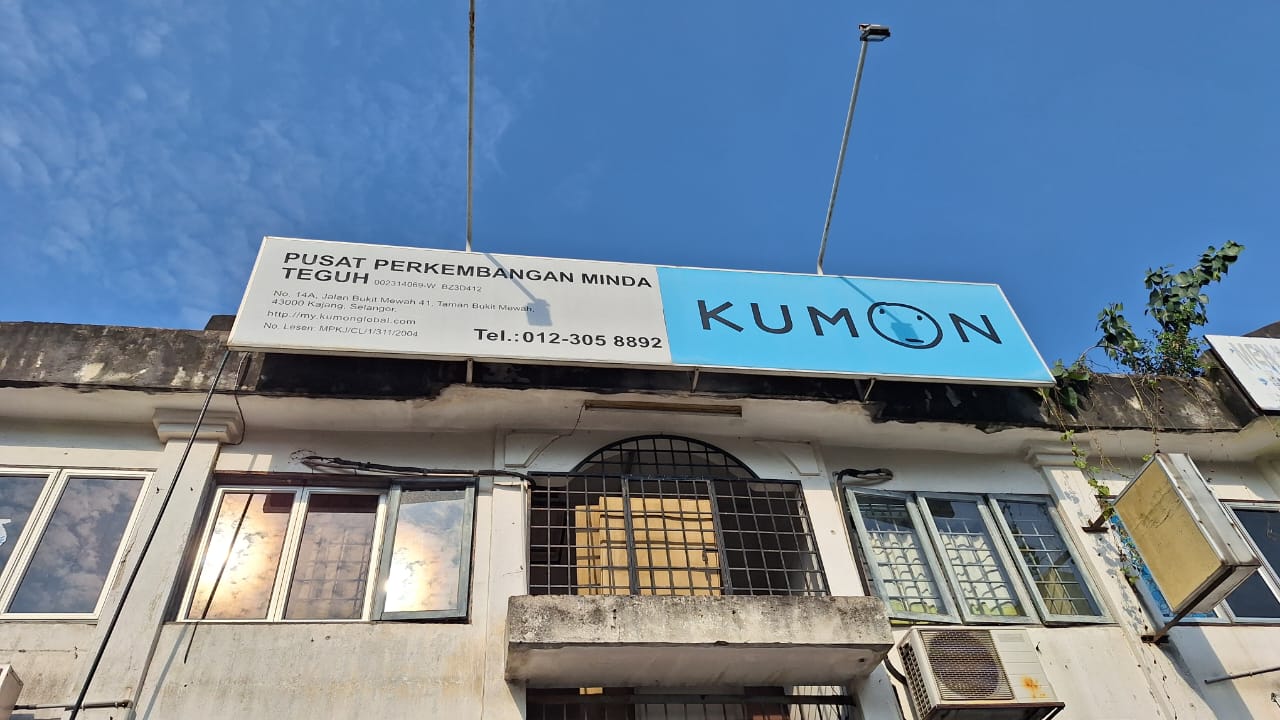 PUSAT PERKEMBANGAN MINDA
TEGUH 002314069-W BZ3D412
No. 14A, Jalan Bukit Mewah 41, Taman Bukit Mewah,
43000 Kajang, Selangor.
http://my.kumonglobal.com
No. Lesen: MPKJ/CL/1/311/2004
Tel.: 012-305 8892
KUMON